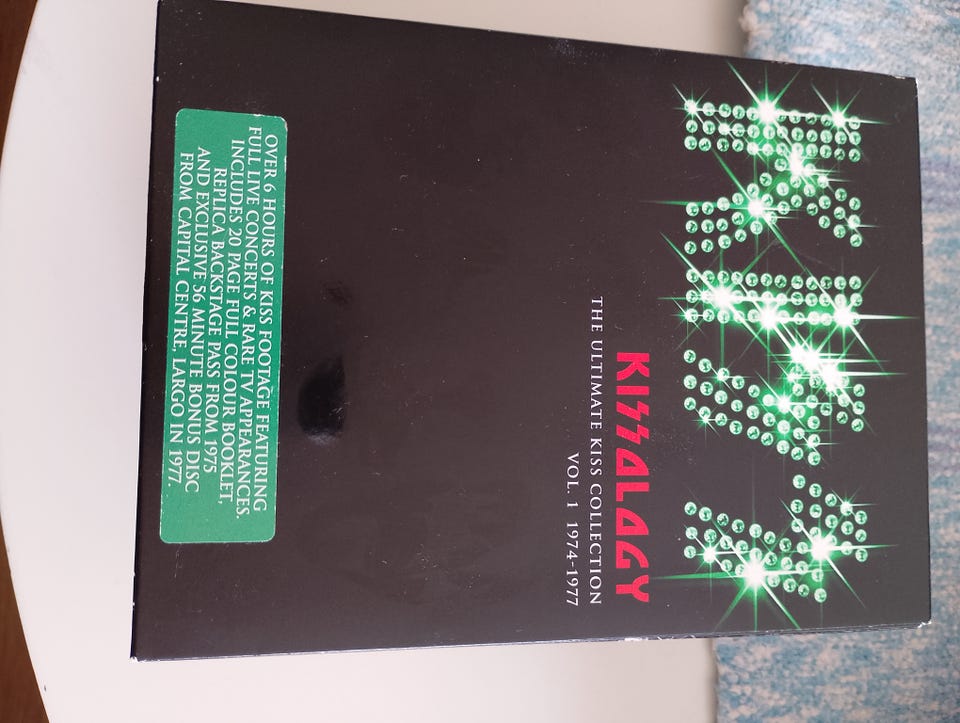 KISS
KISSOLOGY
THE ULTIMATE KISS COLLECTION
VOL. 1 1974-1977
OVER 6 HOURS OF KISS FOOTAGE FEATURING
FULL LIVE CONCERTS & RARE TV APPEARANCES.
INCLUDES 20 PAGE FULL COLOUR BOOKLET,
REPLICA BACKSTAGE PASS FROM 1975
AND EXCLUSIVE 56 MINUTE BONUS DISC
FROM CAPITAL CENTRE, LARGO IN 1977.